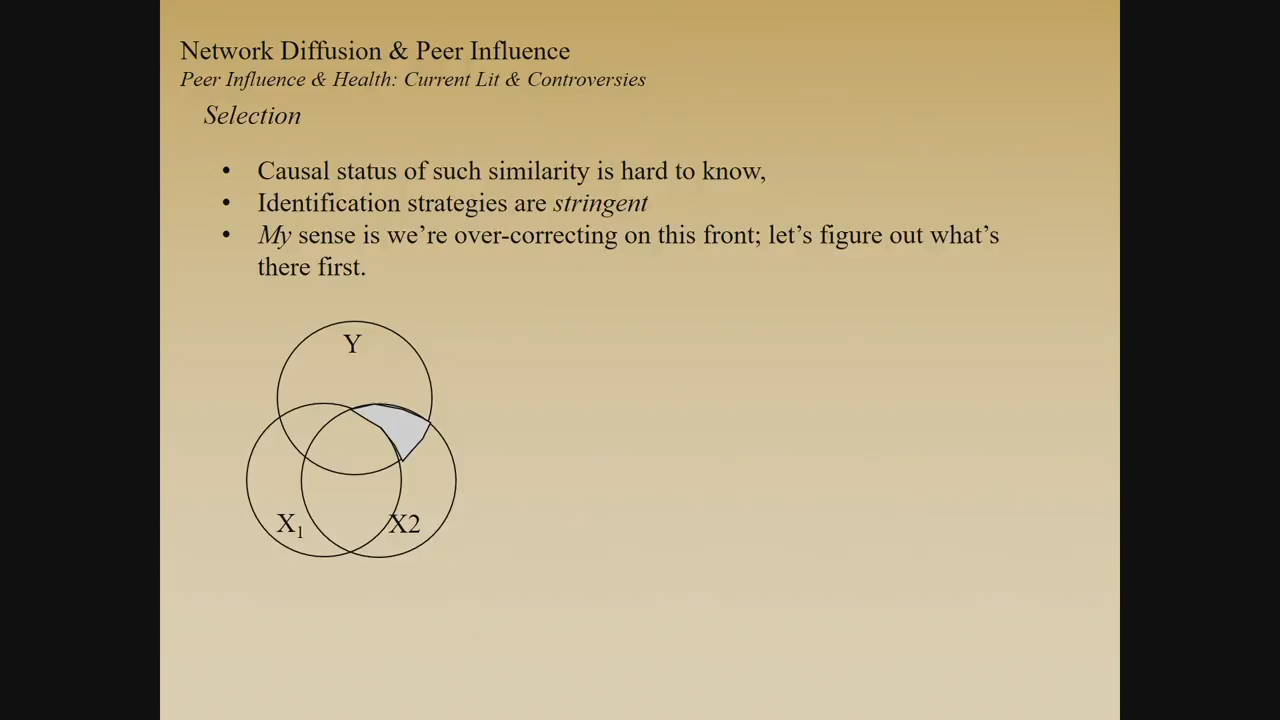 Network Diffusion & Peer Influence
Peer Influence & Health: Current Lit & Controversies
Selection
• Causal status of such similarity is hard to know,
• Identification strategies are stringent
• My sense is we’re over-correcting on this front; let’s figure out what’s
there first.
Y
X₁
X2